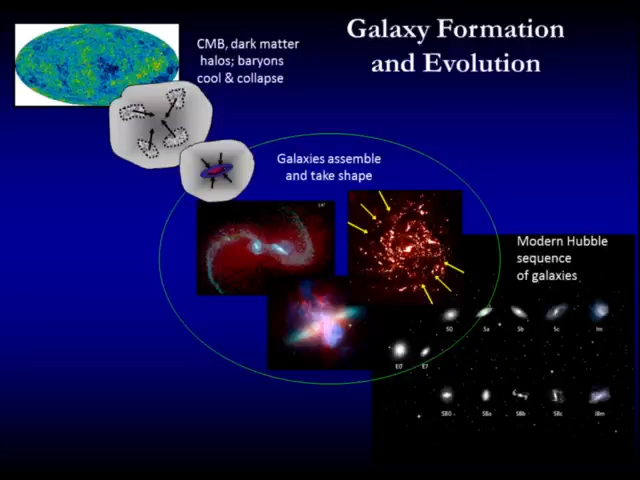 Galaxy Formation
and Evolution
CMB, dark matter
halos; baryons
cool & collapse
Galaxies assemble
and take shape
Modern Hubble
sequence
of galaxies
S0 Sa Sb Sc Im
E0 E7
SB0 SBa SBb SBc IBm